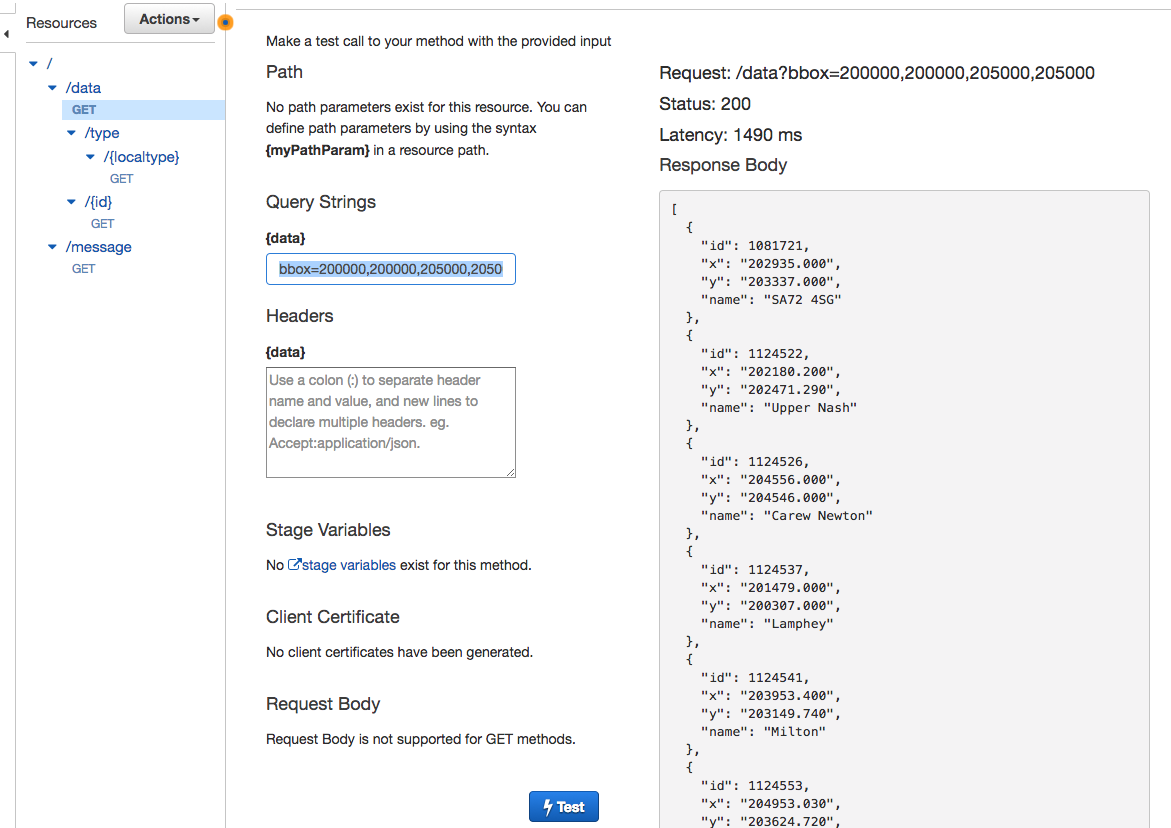 Resources
Actions
/
/data
GET
/type
/{localtype}
GET
/{id}
GET
/message
GET
Make a test call to your method with the provided input
Path
No path parameters exist for this resource. You can
define path parameters by using the syntax
{myPathParam} in a resource path.
Query Strings
{data}
bbox=200000,200000,205000,2050
Headers
{data}
Use a colon (:) to separate header
name and value, and new lines to
declare multiple headers. eg.
Accept:application/json.
Stage Variables
No stage variables exist for this method.
Client Certificate
No client certificates have been generated.
Request Body
Request Body is not supported for GET methods.
Test
Request: /data?bbox=200000,200000,205000,205000
Status: 200
Latency: 1490 ms
Response Body
[
{
"id": 1081721,
"x": "202935.000",
"y": "203337.000",
"name": "SA72 4SG"
},
{
"id": 1124522,
"x": "202180.200",
"y": "202471.290",
"name": "Upper Nash"
},
{
"id": 1124526,
"x": "204556.000",
"y": "204546.000",
"name": "Carew Newton"
},
{
"id": 1124537,
"x": "201479.000",
"y": "200307.000",
"name": "Lamphey"
},
{
"id": 1124541,
"x": "203953.400",
"y": "203149.740",
"name": "Milton"
},
{
"id": 1124553,
"x": "204953.030",
"y": "203624.720",